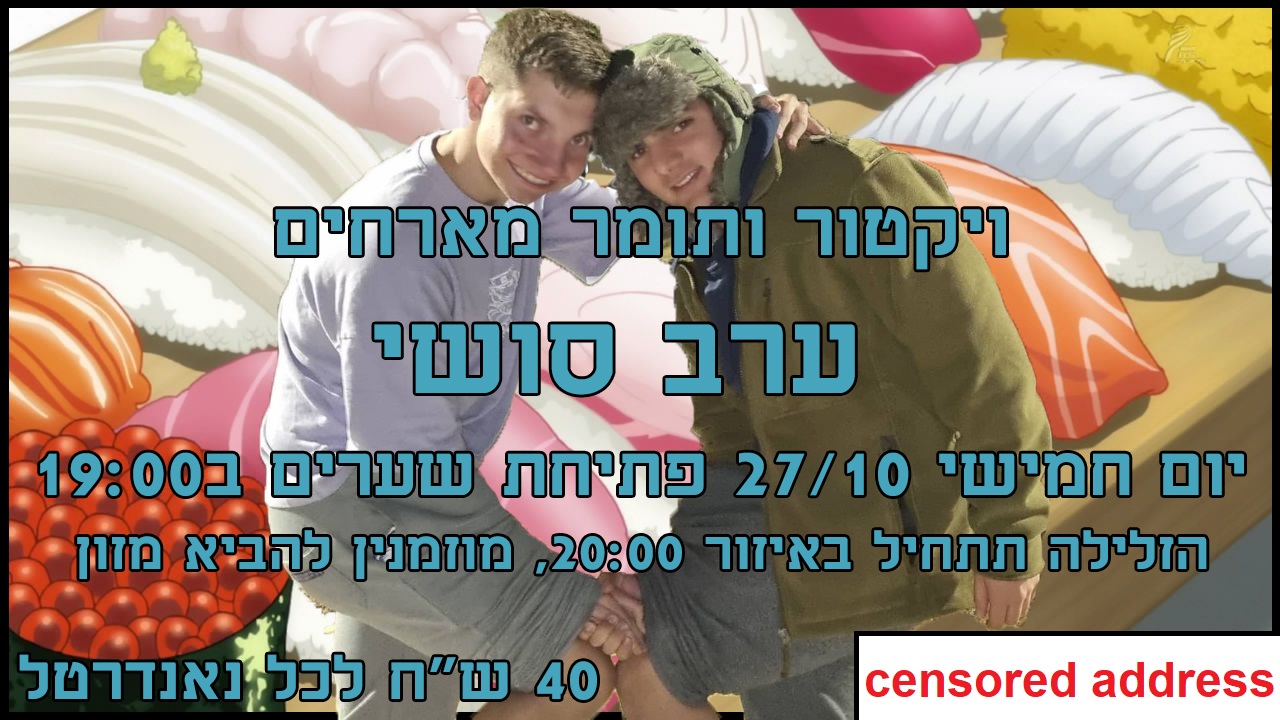 ויקטור ותומר מארחים
ערב סושי
יום חמישי 27/10 פתיחת שערים ב19:00
הזלילה תתחיל באיזור 20:00, מוזמנין להביא מזון
40 ש"ח לכל נאנדרטל
censored address